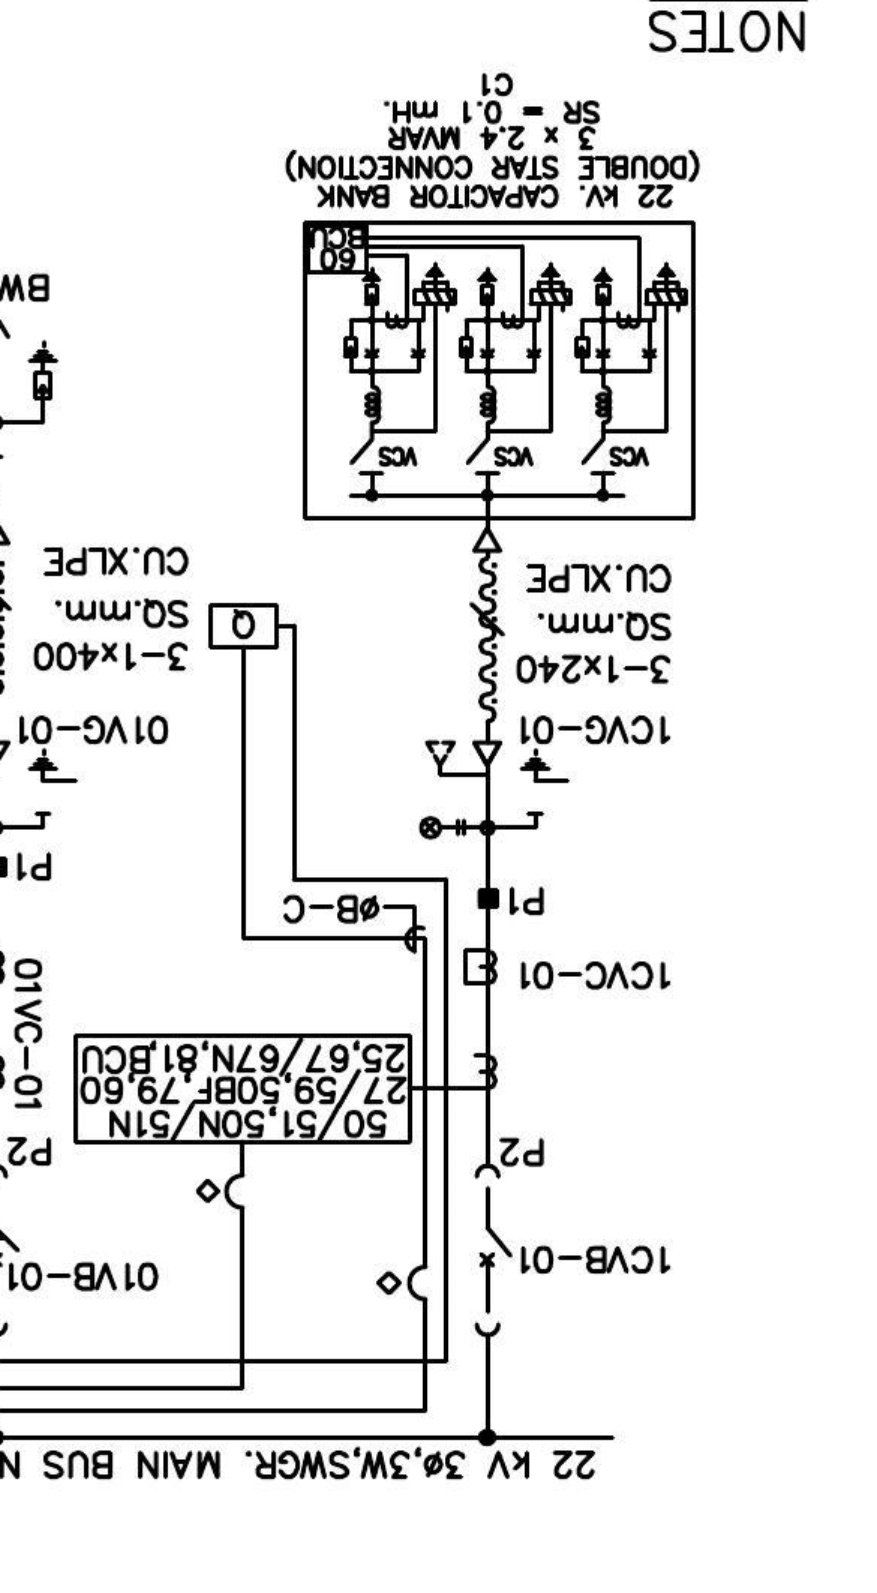 22 kV 3ø,3W,SWGR. MAIN BUS N
1CVB-01
01VB-01
P2
P2
50/51,50N/51N
27/59,50BF,79,60
25,67/67N,81,BCU
1CVC-01
01VC-01
øB-C
P1
P1
1CVG-01
01VG-01
3-1x240
SQ.mm.
CU.XLPE
Q
3-1x400
SQ.mm.
CU.XLPE
VCS
VCS
VCS
60
BCU
BW
22 kV. CAPACITOR BANK
(DOUBLE STAR CONNECTION)
3 x 2.4 MVAR
SR = 0.1 mH.
C1
NOTES